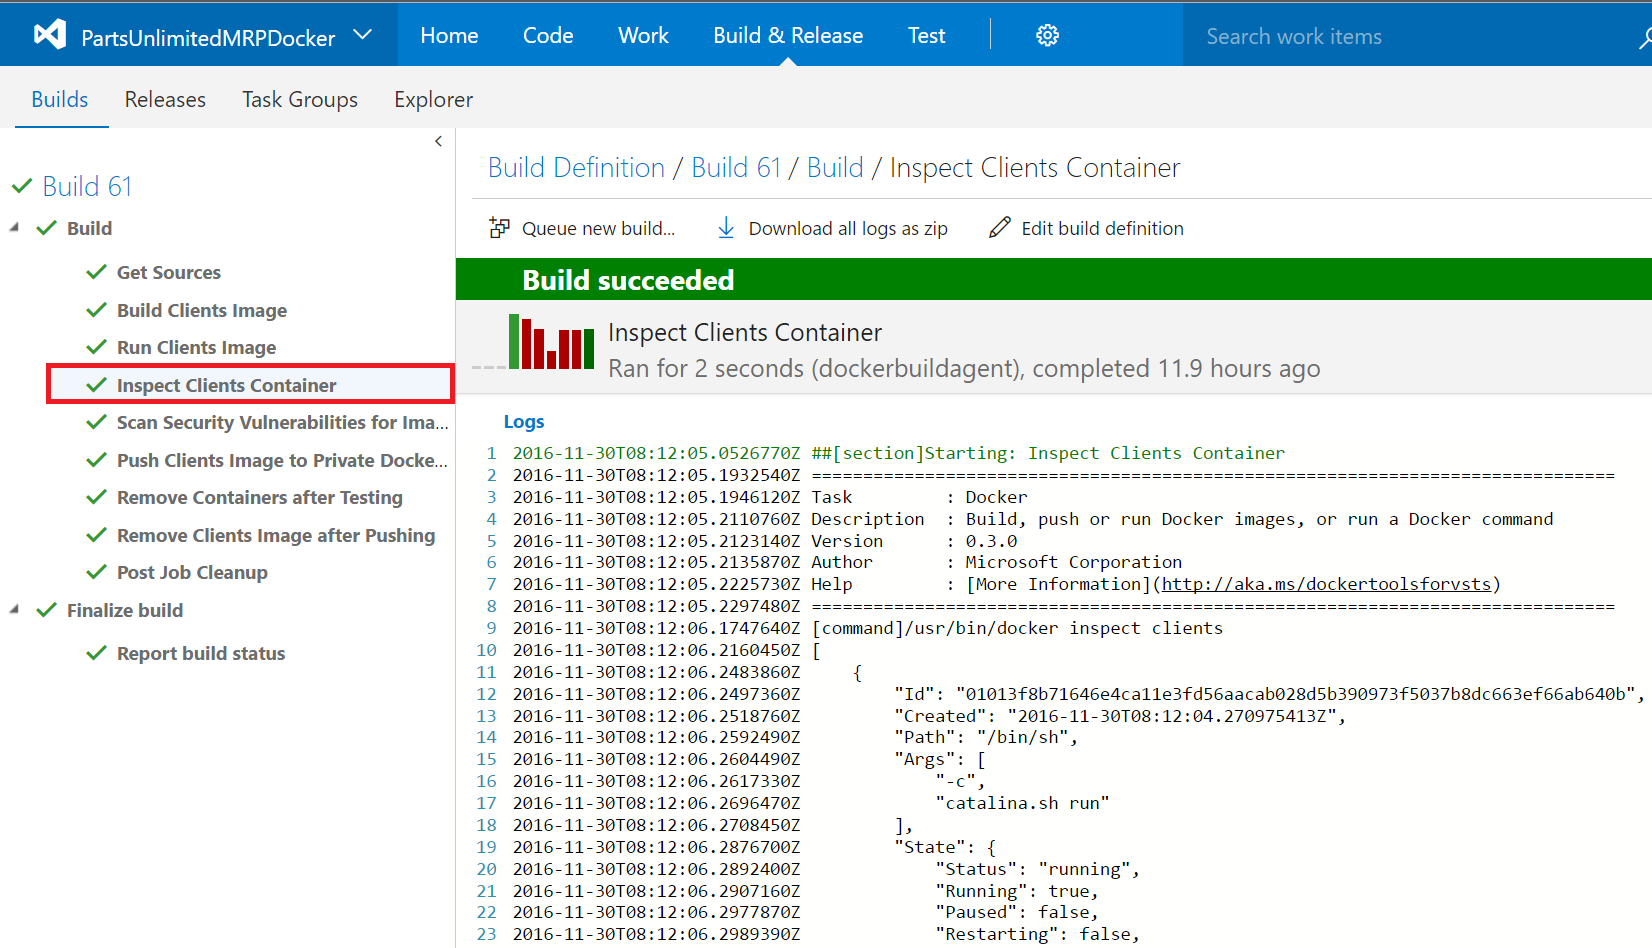 PartsUnlimitedMRPDocker
Home Code Work Build & Release Test
Search work items
Builds Releases Task Groups Explorer
Build 61
Build
Get Sources
Build Clients Image
Run Clients Image
Inspect Clients Container
Scan Security Vulnerabilities for Ima...
Push Clients Image to Private Docke...
Remove Containers after Testing
Remove Clients Image after Pushing
Post Job Cleanup
Finalize build
Report build status
Build Definition / Build 61 / Build / Inspect Clients Container
Queue new build... Download all logs as zip Edit build definition
Build succeeded
Inspect Clients Container
Ran for 2 seconds (dockerbuildagent), completed 11.9 hours ago
Logs
1 2016-11-30T08:12:05.0526770Z ##[section]Starting: Inspect Clients Container
2 2016-11-30T08:12:05.1932540Z ==============================================================================
3 2016-11-30T08:12:05.1946120Z Task : Docker
4 2016-11-30T08:12:05.2110760Z Description : Build, push or run Docker images, or run a Docker command
5 2016-11-30T08:12:05.2123140Z Version : 0.3.0
6 2016-11-30T08:12:05.2135870Z Author : Microsoft Corporation
7 2016-11-30T08:12:05.2225730Z Help : [More Information](http://aka.ms/dockertoolsforvsts)
8 2016-11-30T08:12:05.2297480Z ==============================================================================
9 2016-11-30T08:12:06.1747640Z [command]/usr/bin/docker inspect clients
10 2016-11-30T08:12:06.2160450Z [
11 2016-11-30T08:12:06.2483860Z {
12 2016-11-30T08:12:06.2497360Z "Id": "01013f8b71646e4ca11e3fd56aacab028d5b390973f5037b8dc663ef66ab640b",
13 2016-11-30T08:12:06.2518760Z "Created": "2016-11-30T08:12:04.270975413Z",
14 2016-11-30T08:12:06.2592490Z "Path": "/bin/sh",
15 2016-11-30T08:12:06.2604490Z "Args": [
16 2016-11-30T08:12:06.2617330Z "-c",
17 2016-11-30T08:12:06.2696470Z "catalina.sh run"
18 2016-11-30T08:12:06.2708450Z ],
19 2016-11-30T08:12:06.2876700Z "State": {
20 2016-11-30T08:12:06.2892400Z "Status": "running",
21 2016-11-30T08:12:06.2907160Z "Running": true,
22 2016-11-30T08:12:06.2977870Z "Paused": false,
23 2016-11-30T08:12:06.2989390Z "Restarting": false,